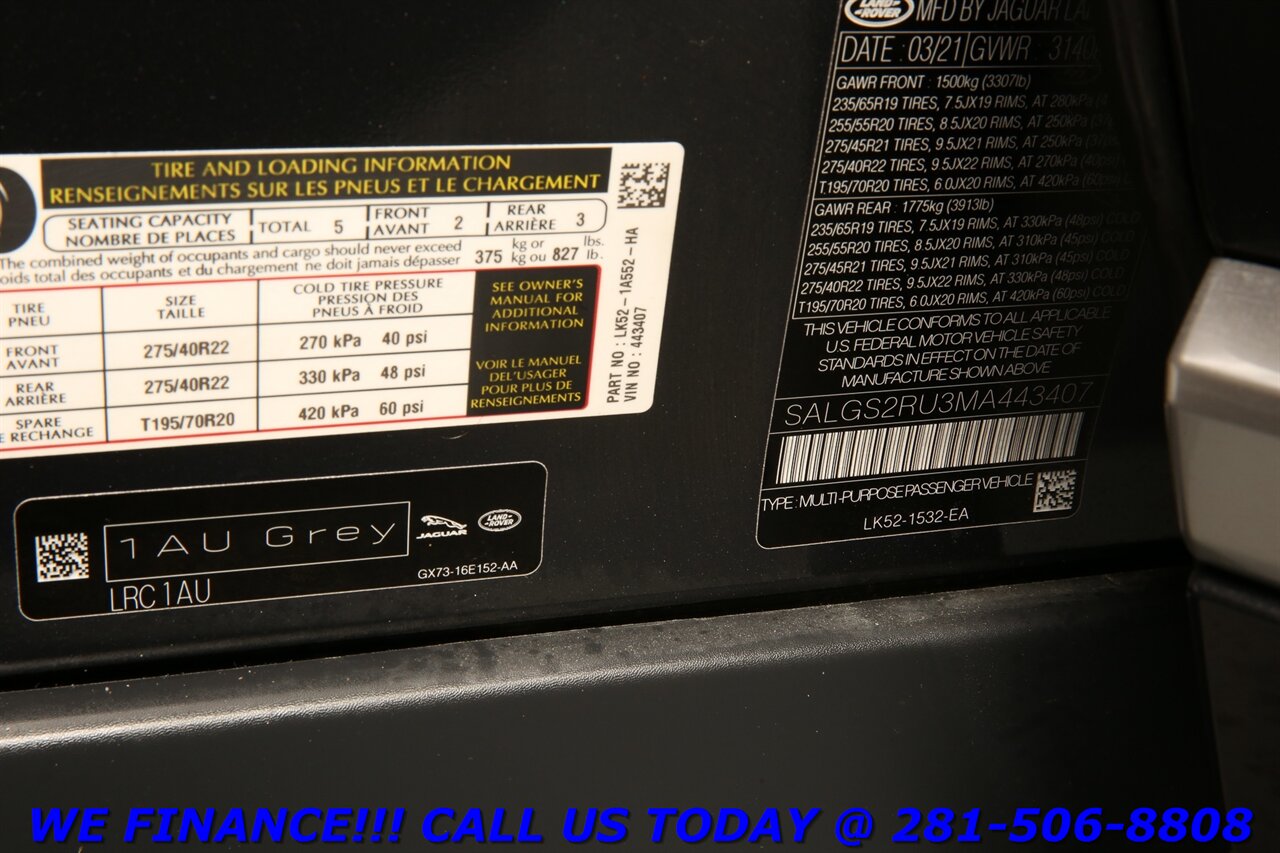 TIRE AND LOADING INFORMATION
RENSEIGNEMENTS SUR LES PNEUS ET LE CHARGEMENT
SEATING CAPACITY
NOMBRE DE PLACES
TOTAL 5
FRONT
AVANT 2
REAR
ARRIÈRE 3
The combined weight of occupants and cargo should never exceed 375 kg or 827 lbs.
oids total des occupants et du chargement ne doit jamais dépasser kg ou lb.
TIRE
PNEU
SIZE
TAILLE
COLD TIRE PRESSURE
PRESSION DES
PNEUS À FROID
FRONT
AVANT
275/40R22
270 kPa 40 psi
REAR
ARRIÈRE
275/40R22
330 kPa 48 psi
SPARE
E RECHANGE
T195/70R20
420 kPa 60 psi
SEE OWNER'S
MANUAL FOR
ADDITIONAL
INFORMATION
VOIR LE MANUEL
DEL'USAGER
POUR PLUS DE
RENSEIGNEMENTS
PART NO : LK52 - 1A552 - HA
VIN NO : 443407
1AU Grey
JAGUAR
LAND-
ROVER
LRC 1AU
GX73-16E152-AA
LAND-
ROVER
MFD BY JAGUAR LA
DATE : 03/21 GVWR : 3140
GAWR FRONT : 1500kg (3307lb)
235/65R19 TIRES, 7.5JX19 RIMS, AT 280kPa (4
255/55R20 TIRES, 8.5JX20 RIMS, AT 250kPa (37
275/45R21 TIRES, 9.5JX21 RIMS, AT 250kPa (37
275/40R22 TIRES, 9.5JX22 RIMS, AT 270kPa (40psi)
T195/70R20 TIRES, 6.0JX20 RIMS, AT 420kPa (60psi)
GAWR REAR : 1775kg (3913lb)
235/65R19 TIRES, 7.5JX19 RIMS, AT 330kPa (48psi) COLD
255/55R20 TIRES, 8.5JX20 RIMS, AT 310kPa (45psi) COLD
275/45R21 TIRES, 9.5JX21 RIMS, AT 310kPa (45psi) COLD
275/40R22 TIRES, 9.5JX22 RIMS, AT 330kPa (48psi) COLD
T195/70R20 TIRES, 6.0JX20 RIMS, AT 420kPa (60psi) COLD
THIS VEHICLE CONFORMS TO ALL APPLICABLE
U.S. FEDERAL MOTOR VEHICLE SAFETY
STANDARDS IN EFFECT ON THE DATE OF
MANUFACTURE SHOWN ABOVE
SALGS2RU3MA443407
TYPE : MULTI-PURPOSE PASSENGER VEHICLE
LK52-1532-EA
WE FINANCE!!! CALL US TODAY @ 281-506-8808